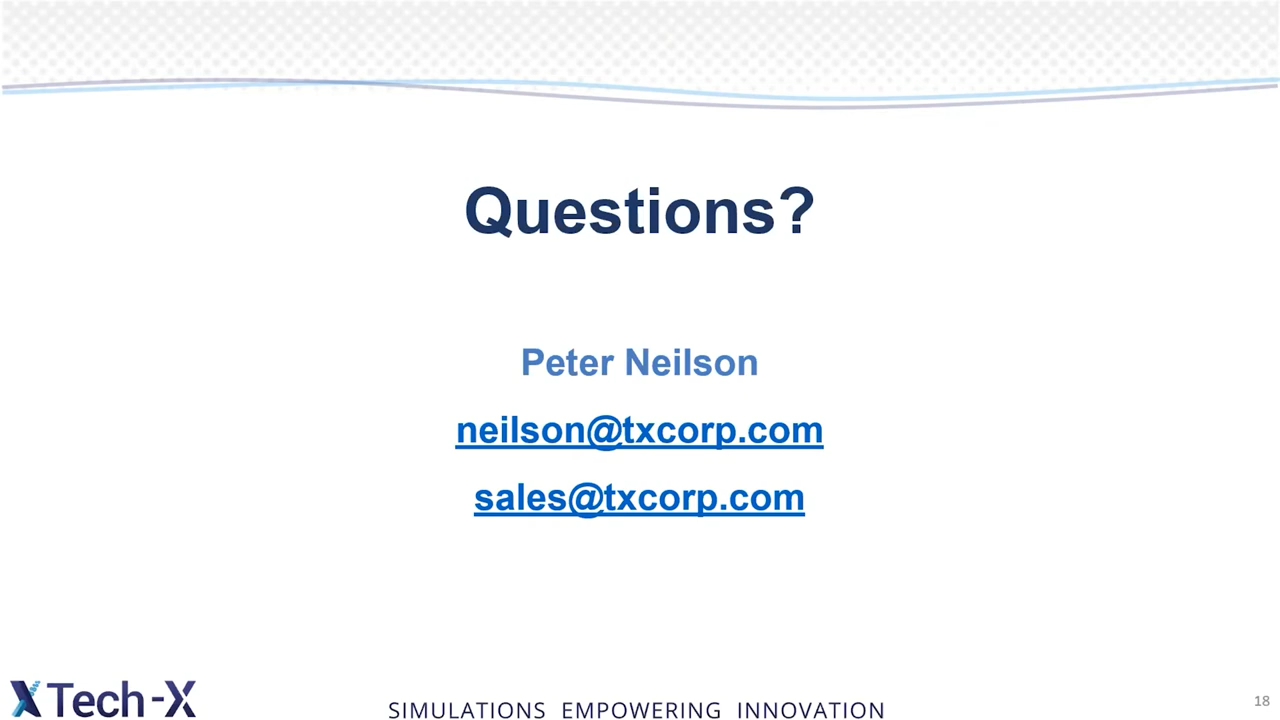 Questions?
Peter Neilson
neilson@txcorp.com
sales@txcorp.com
Tech-X
SIMULATIONS EMPOWERING INNOVATION
18